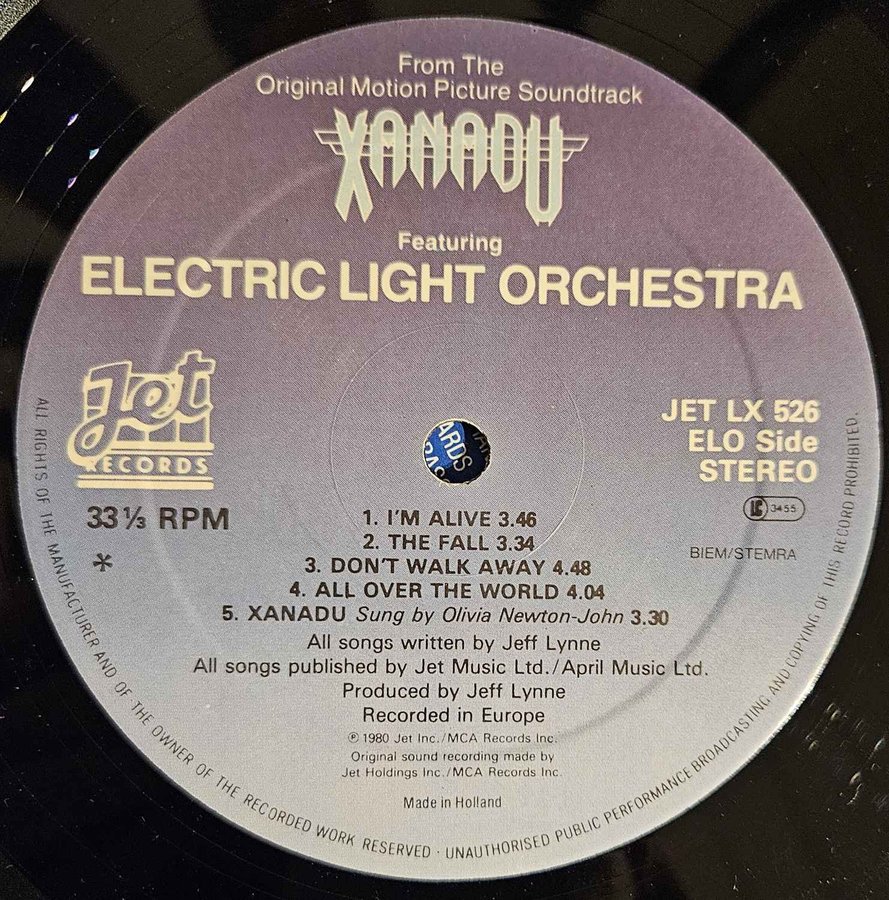 From The
Original Motion Picture Soundtrack
XANADU
Featuring
ELECTRIC LIGHT ORCHESTRA
Jet
RECORDS
33⅓ RPM
*
JET LX 526
ELO Side
STEREO
LC 3455
BIEM/STEMRA
ARDS
1. I'M ALIVE 3.46
2. THE FALL 3.34
3. DON'T WALK AWAY 4.48
4. ALL OVER THE WORLD 4.04
5. XANADU Sung by Olivia Newton-John 3.30
All songs written by Jeff Lynne
All songs published by Jet Music Ltd./April Music Ltd.
Produced by Jeff Lynne
Recorded in Europe
℗ 1980 Jet Inc./MCA Records Inc.
Original sound recording made by
Jet Holdings Inc./MCA Records Inc.
Made in Holland
ALL RIGHTS OF THE MANUFACTURER AND OF THE OWNER OF THE RECORDED WORK RESERVED · UNAUTHORISED PUBLIC PERFORMANCE BROADCASTING AND COPYING OF THIS RECORD PROHIBITED.